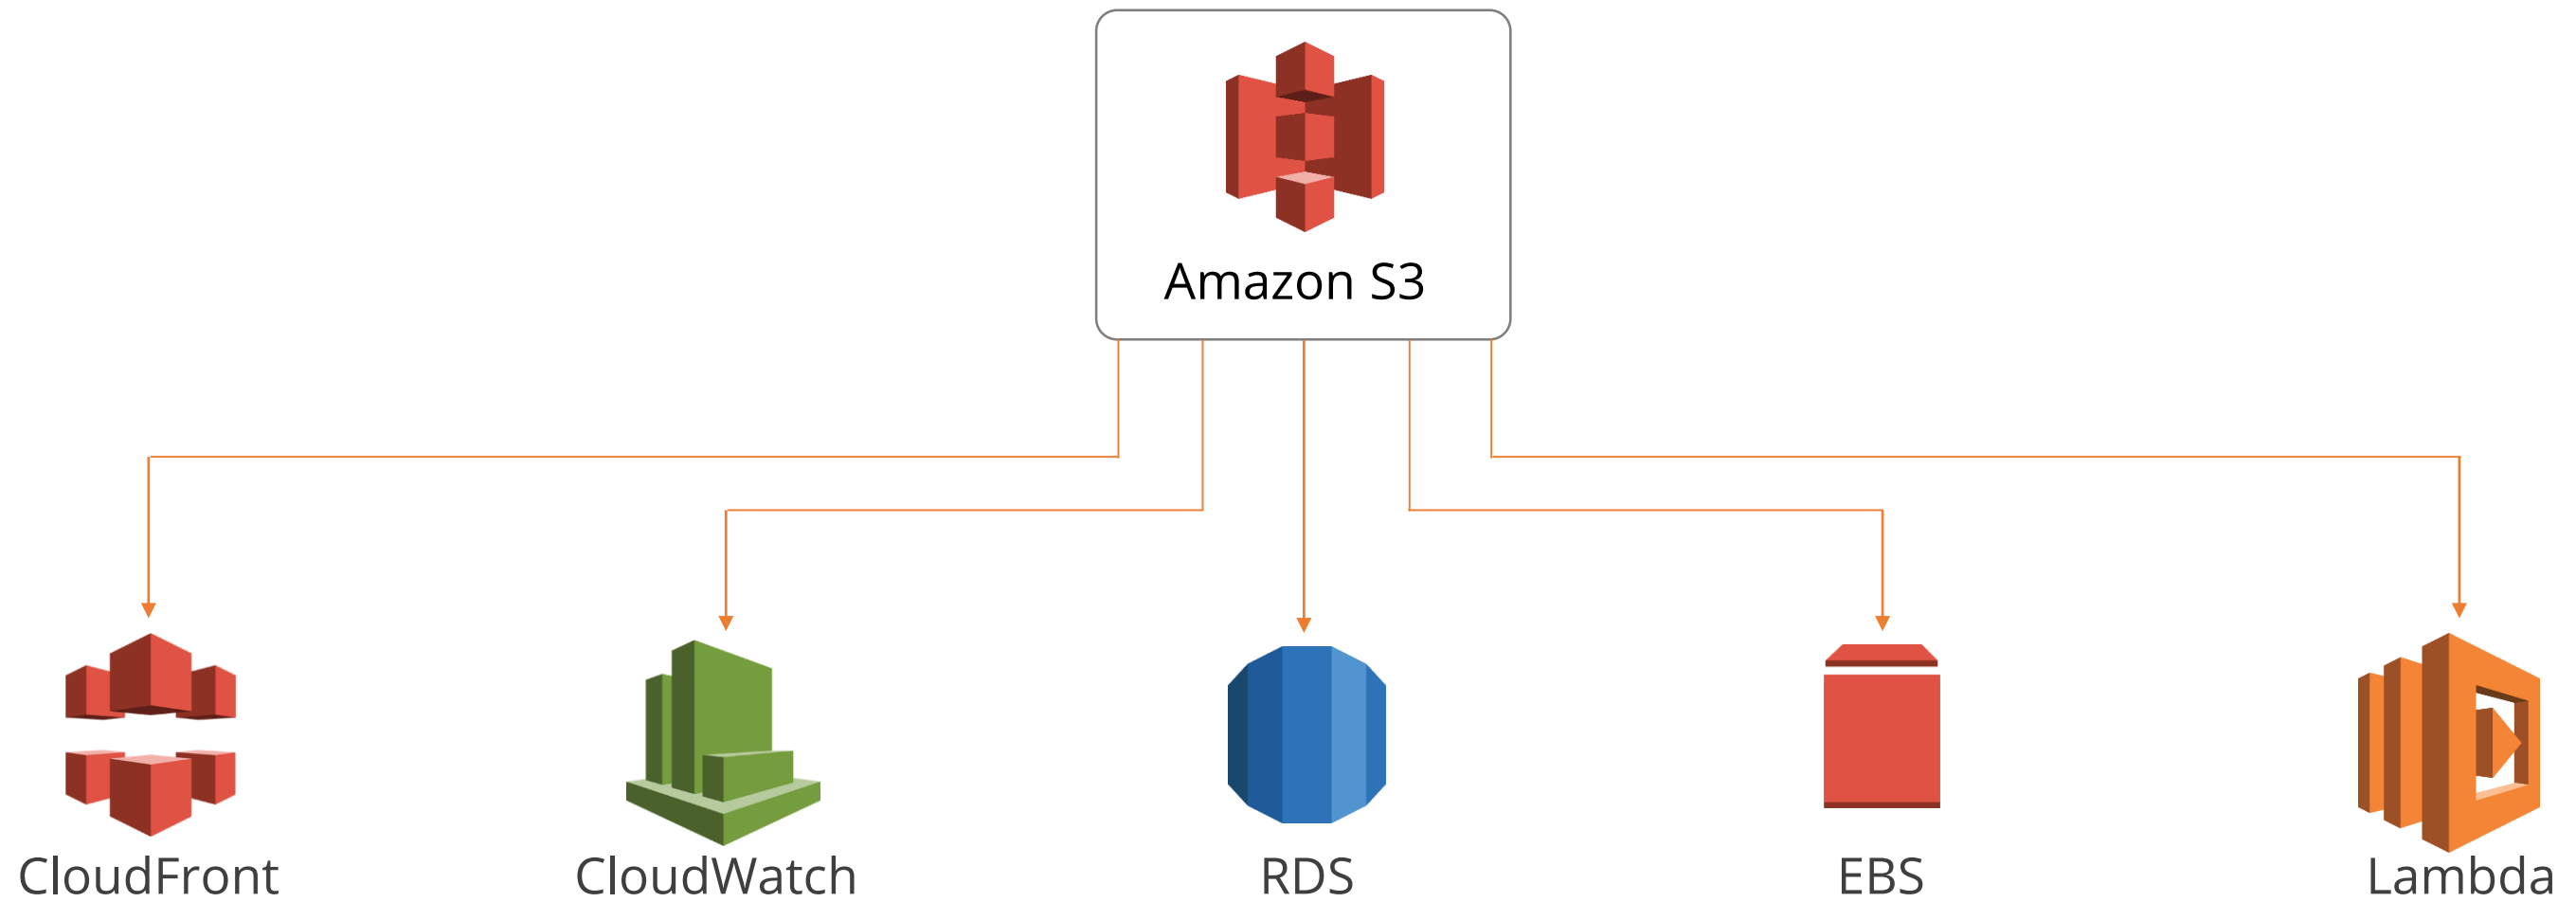 Amazon S3
CloudFront
CloudWatch
RDS
EBS
Lambda